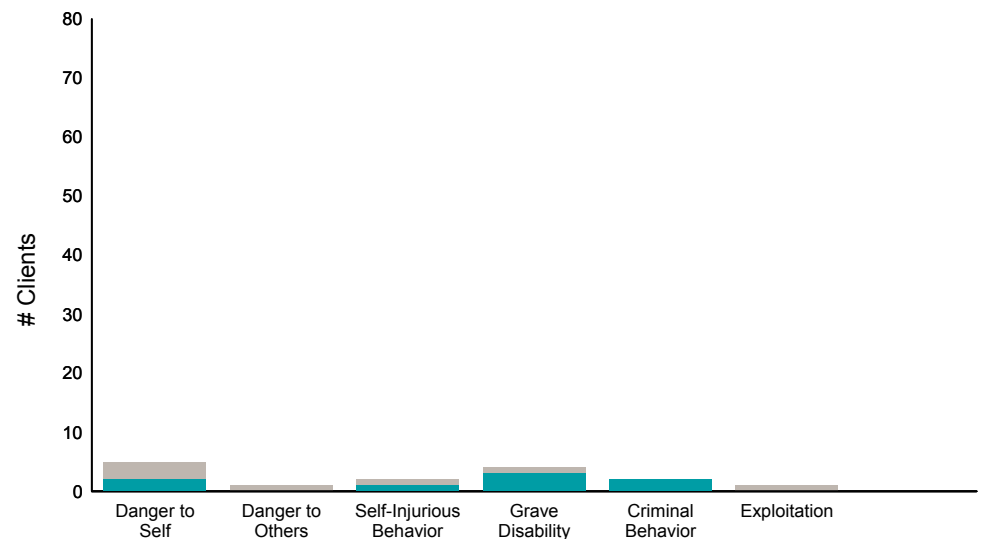 80
70
60
50
40
30
20
10
0
# Clients
Danger to
Self
Danger to
Others
Self-Injurious
Behavior
Grave
Disability
Criminal
Behavior
Exploitation